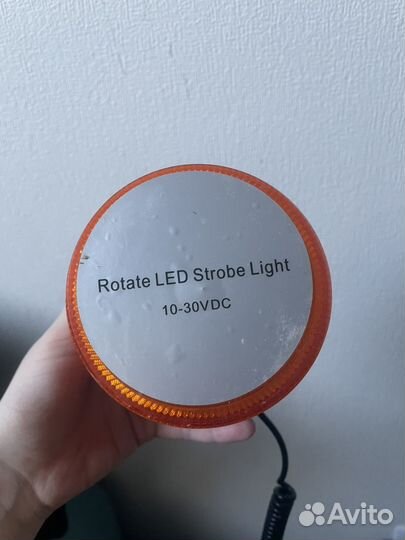 Rotate LED Strobe Light
10-30VDC
Avito